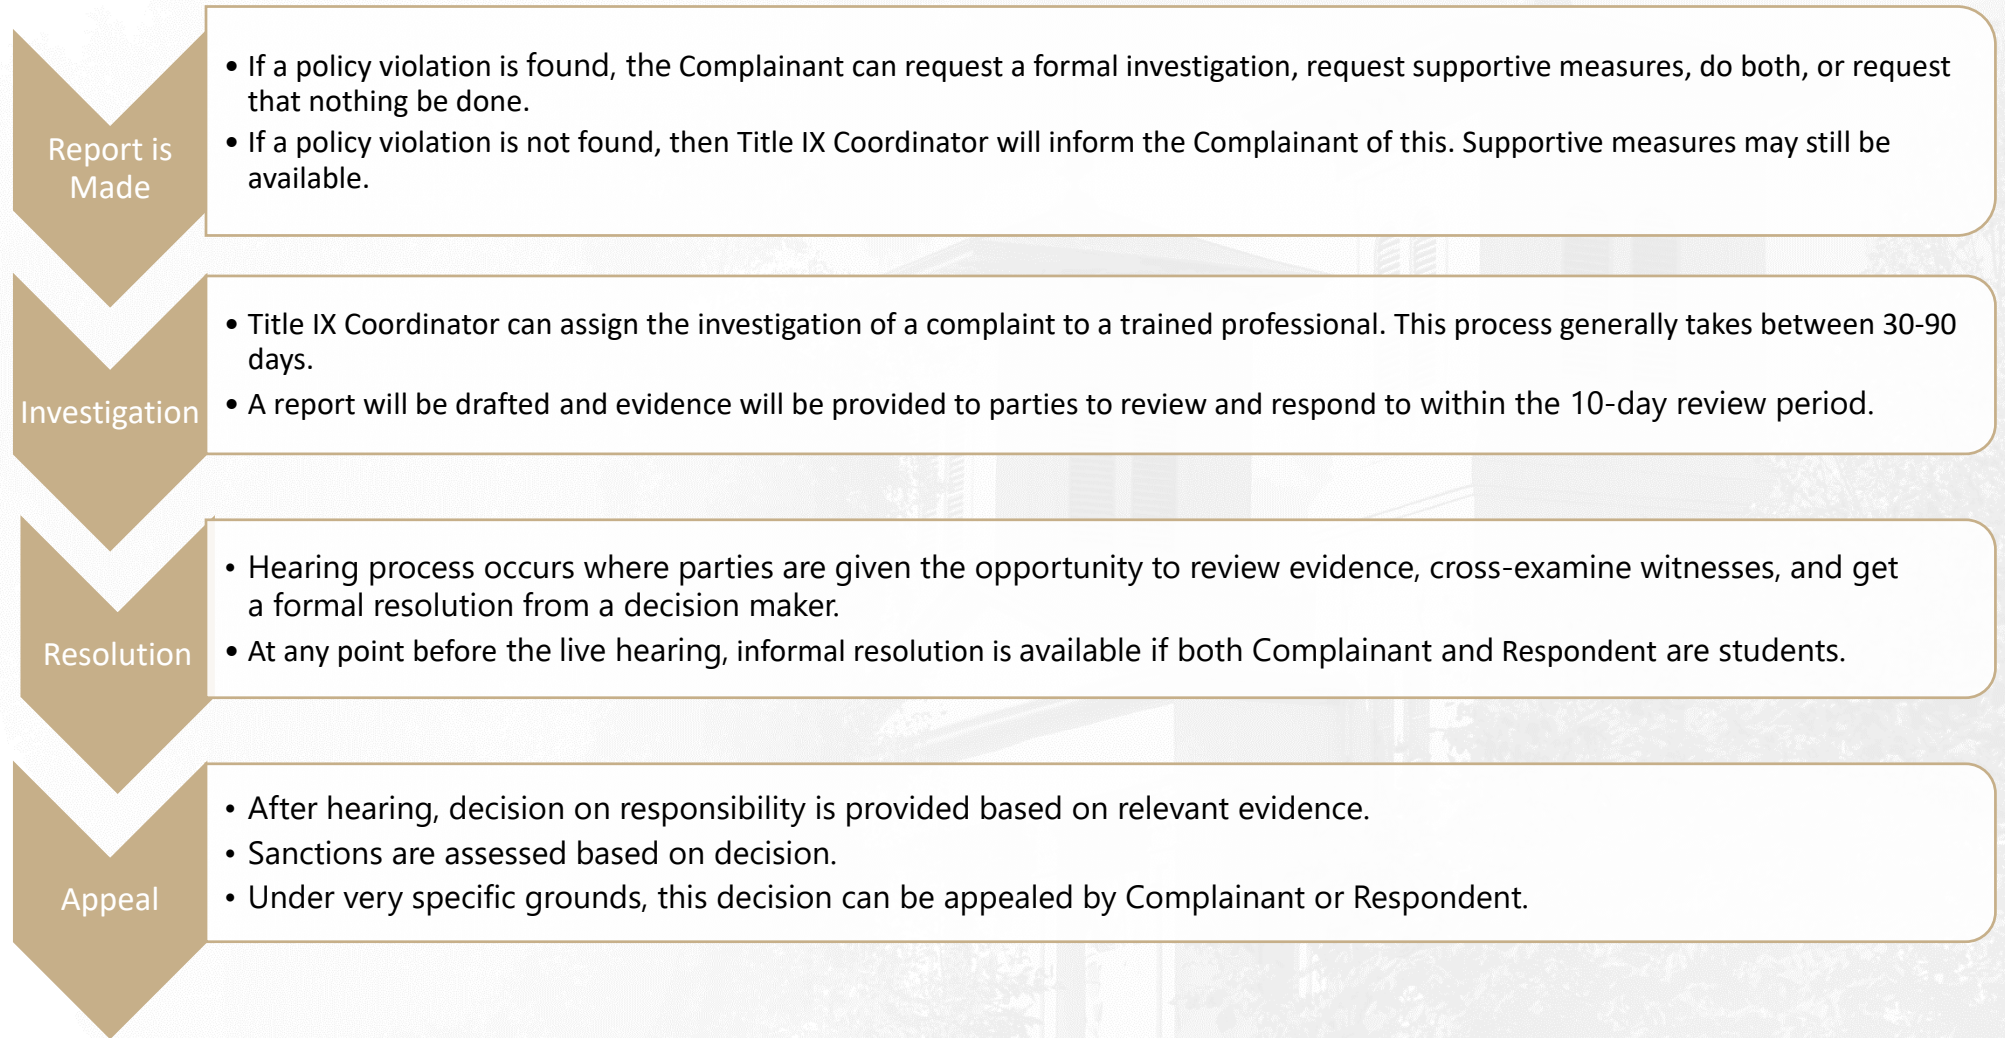 Report is
Made
• If a policy violation is found, the Complainant can request a formal investigation, request supportive measures, do both, or request
that nothing be done.
• If a policy violation is not found, then Title IX Coordinator will inform the Complainant of this. Supportive measures may still be
available.
Investigation
• Title IX Coordinator can assign the investigation of a complaint to a trained professional. This process generally takes between 30-90
days.
• A report will be drafted and evidence will be provided to parties to review and respond to within the 10-day review period.
Resolution
• Hearing process occurs where parties are given the opportunity to review evidence, cross-examine witnesses, and get
a formal resolution from a decision maker.
• At any point before the live hearing, informal resolution is available if both Complainant and Respondent are students.
Appeal
• After hearing, decision on responsibility is provided based on relevant evidence.
• Sanctions are assessed based on decision.
• Under very specific grounds, this decision can be appealed by Complainant or Respondent.